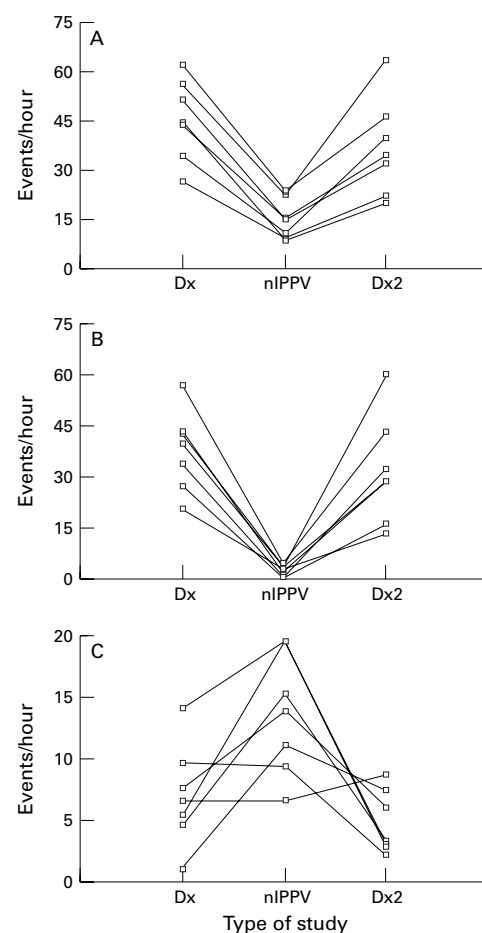 A
75
60
45
30
15
0
Events/hour
Dx nIPPV Dx2
B
75
60
45
30
15
0
Events/hour
Dx nIPPV Dx2
C
20
15
10
5
0
Events/hour
Dx nIPPV Dx2
Type of study